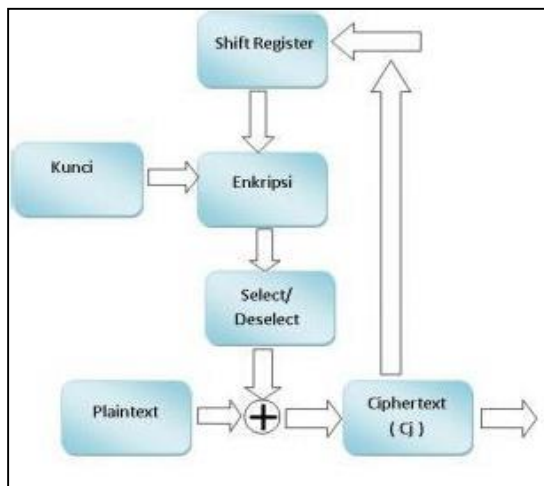 Shift Register
Kunci
Enkripsi
Select/
Deselect
Plaintext
+
Ciphertext
( Cj )